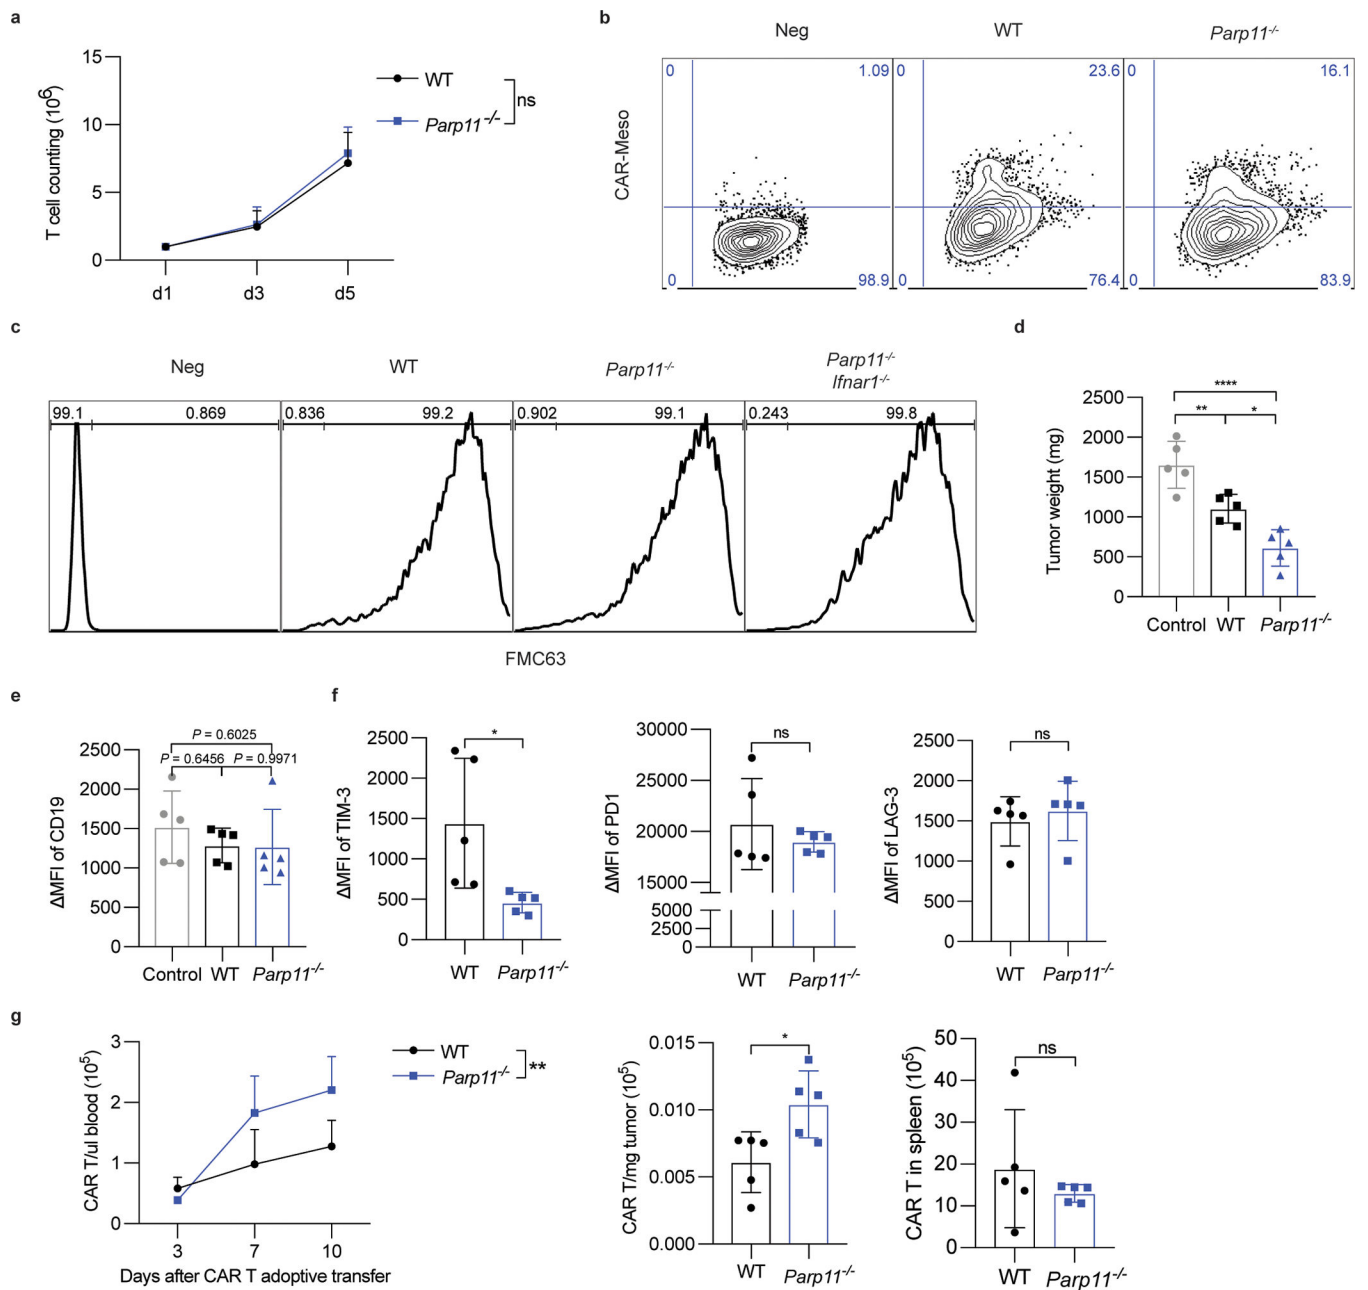 a
T cell counting (10⁶)
15
10
5
0
d1 d3 d5
WT
Parp11⁻/⁻
ns
b
Neg WT Parp11⁻/⁻
CAR-Meso
0 1.09 0 23.6 0 16.1
0 98.9 0 76.4 0 83.9
c
Neg WT Parp11⁻/⁻ Parp11⁻/⁻
Ifnar1⁻/⁻
99.1 0.869 0.836 99.2 0.902 99.1 0.243 99.8
FMC63
d
Tumor weight (mg)
2500
2000
1500
1000
500
0
****
** *
Control WT Parp11⁻/⁻
e
ΔMFI of CD19
2500
2000
1500
1000
500
0
P = 0.6025
P = 0.6456 P = 0.9971
Control WT Parp11⁻/⁻
f
ΔMFI of TIM-3
2500
2000
1500
1000
500
0
*
WT Parp11⁻/⁻
ΔMFI of PD1
30000
25000
20000
15000
5000
2500
0
ns
WT Parp11⁻/⁻
ΔMFI of LAG-3
2500
2000
1500
1000
500
0
ns
WT Parp11⁻/⁻
g
CAR T/ul blood (10⁵)
3
2
1
0
3 7 10
Days after CAR T adoptive transfer
WT
Parp11⁻/⁻
**
CAR T/mg tumor (10⁵)
0.015
0.010
0.005
0.000
*
WT Parp11⁻/⁻
CAR T in spleen (10⁵)
50
40
30
20
10
0
ns
WT Parp11⁻/⁻